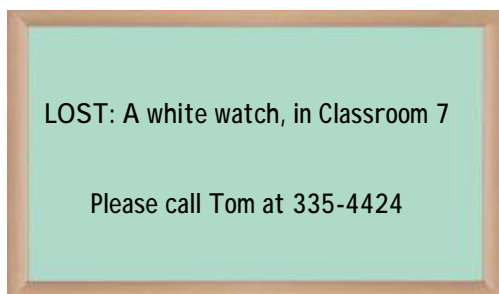 LOST: A white watch, in Classroom 7
Please call Tom at 335-4424